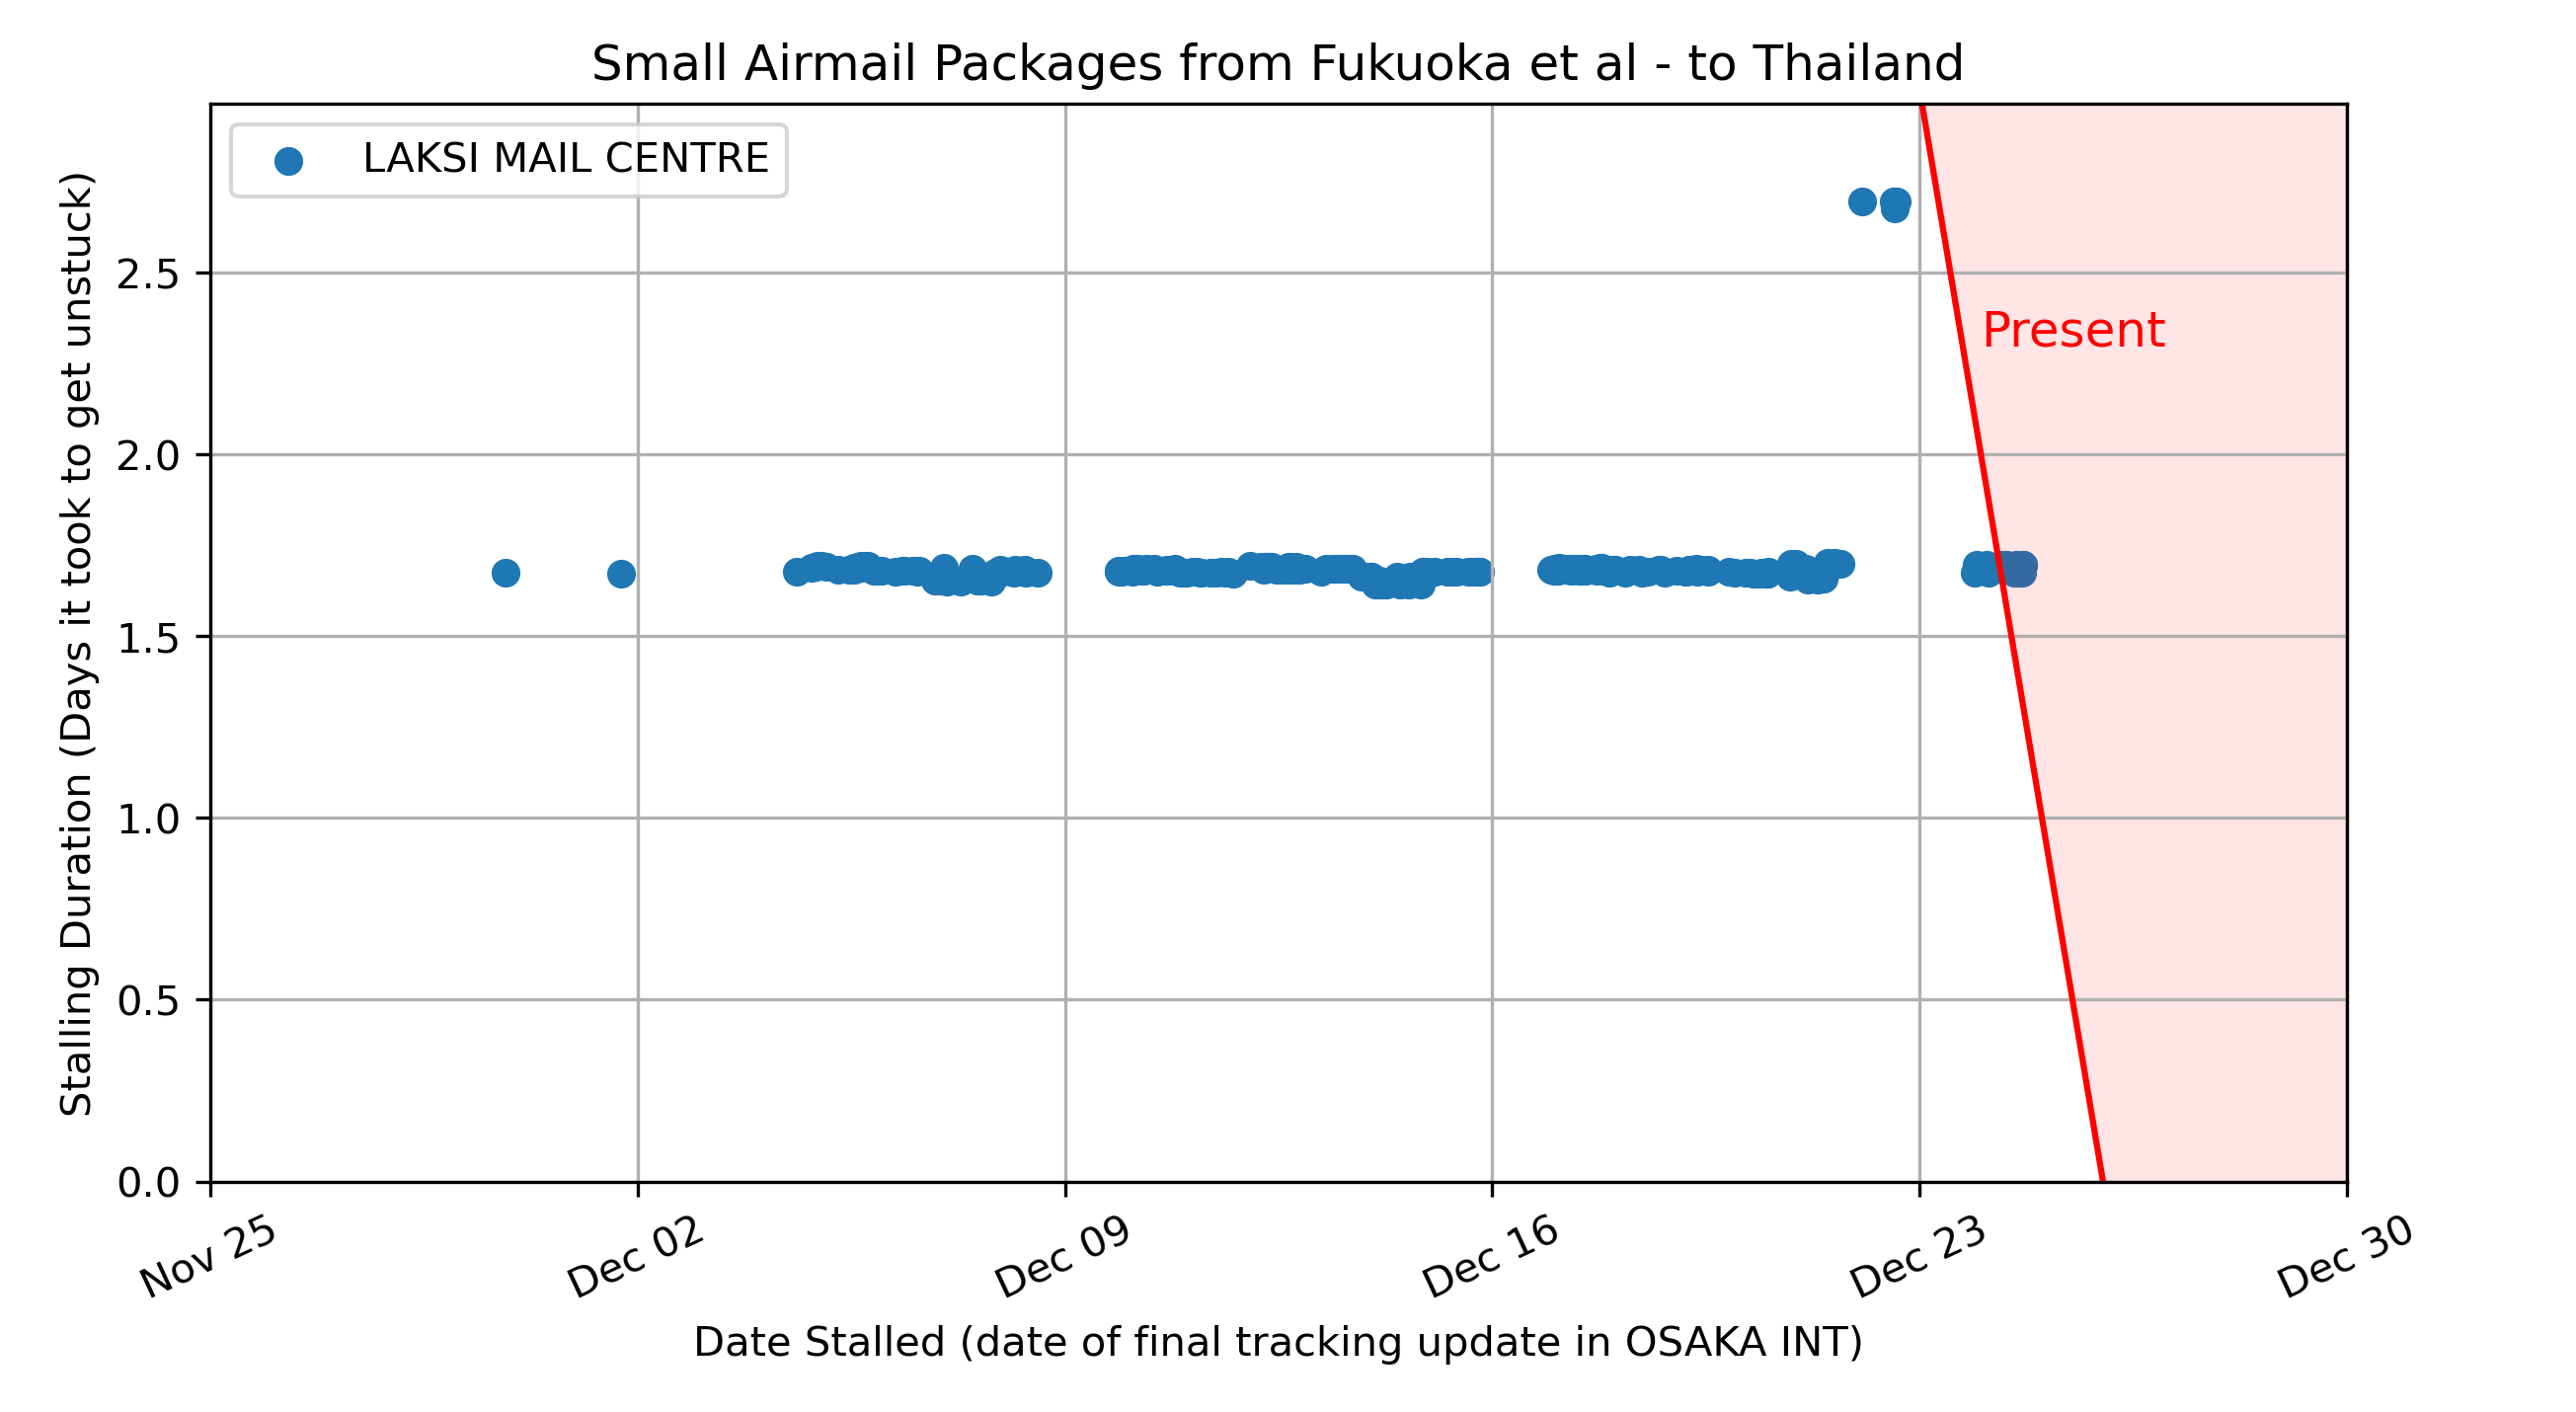 Small Airmail Packages from Fukuoka et al - to Thailand
LAKSI MAIL CENTRE
Present
Stalling Duration (Days it took to get unstuck)
2.5
2.0
1.5
1.0
0.5
0.0
Nov 25
Dec 02
Dec 09
Dec 16
Dec 23
Dec 30
Date Stalled (date of final tracking update in OSAKA INT)